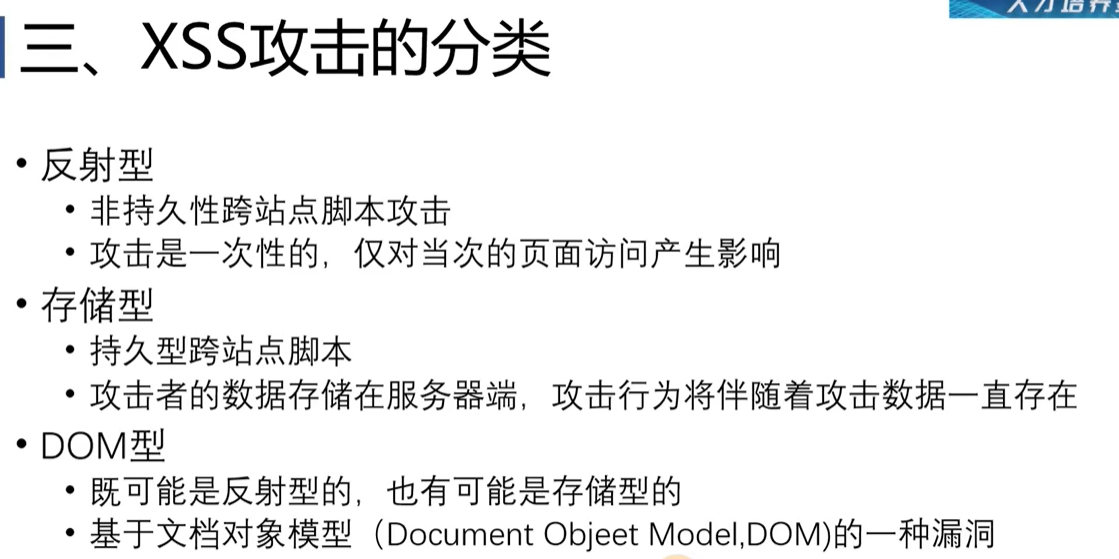 人才培养
三、XSS攻击的分类
• 反射型
• 非持久性跨站点脚本攻击
• 攻击是一次性的，仅对当次的页面访问产生影响
• 存储型
• 持久型跨站点脚本
• 攻击者的数据存储在服务器端，攻击行为将伴随着攻击数据一直存在
• DOM型
• 既可能是反射型的，也有可能是存储型的
• 基于文档对象模型（Document Objeet Model,DOM)的一种漏洞